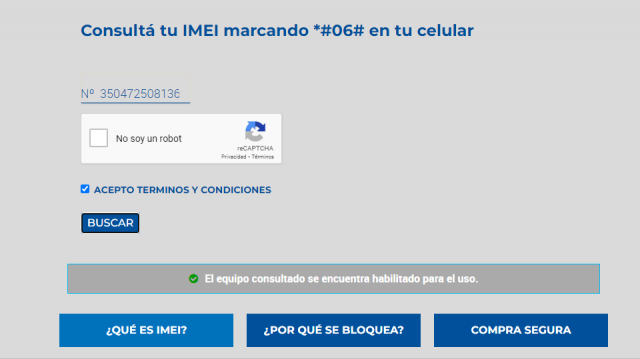 Consultá tu IMEI marcando *#06# en tu celular
Nº 350472508136
No soy un robot
reCAPTCHA
Privacidad - Términos
ACEPTO TERMINOS Y CONDICIONES
BUSCAR
El equipo consultado se encuentra habilitado para el uso.
¿QUÉ ES IMEI?
¿POR QUÉ SE BLOQUEA?
COMPRA SEGURA